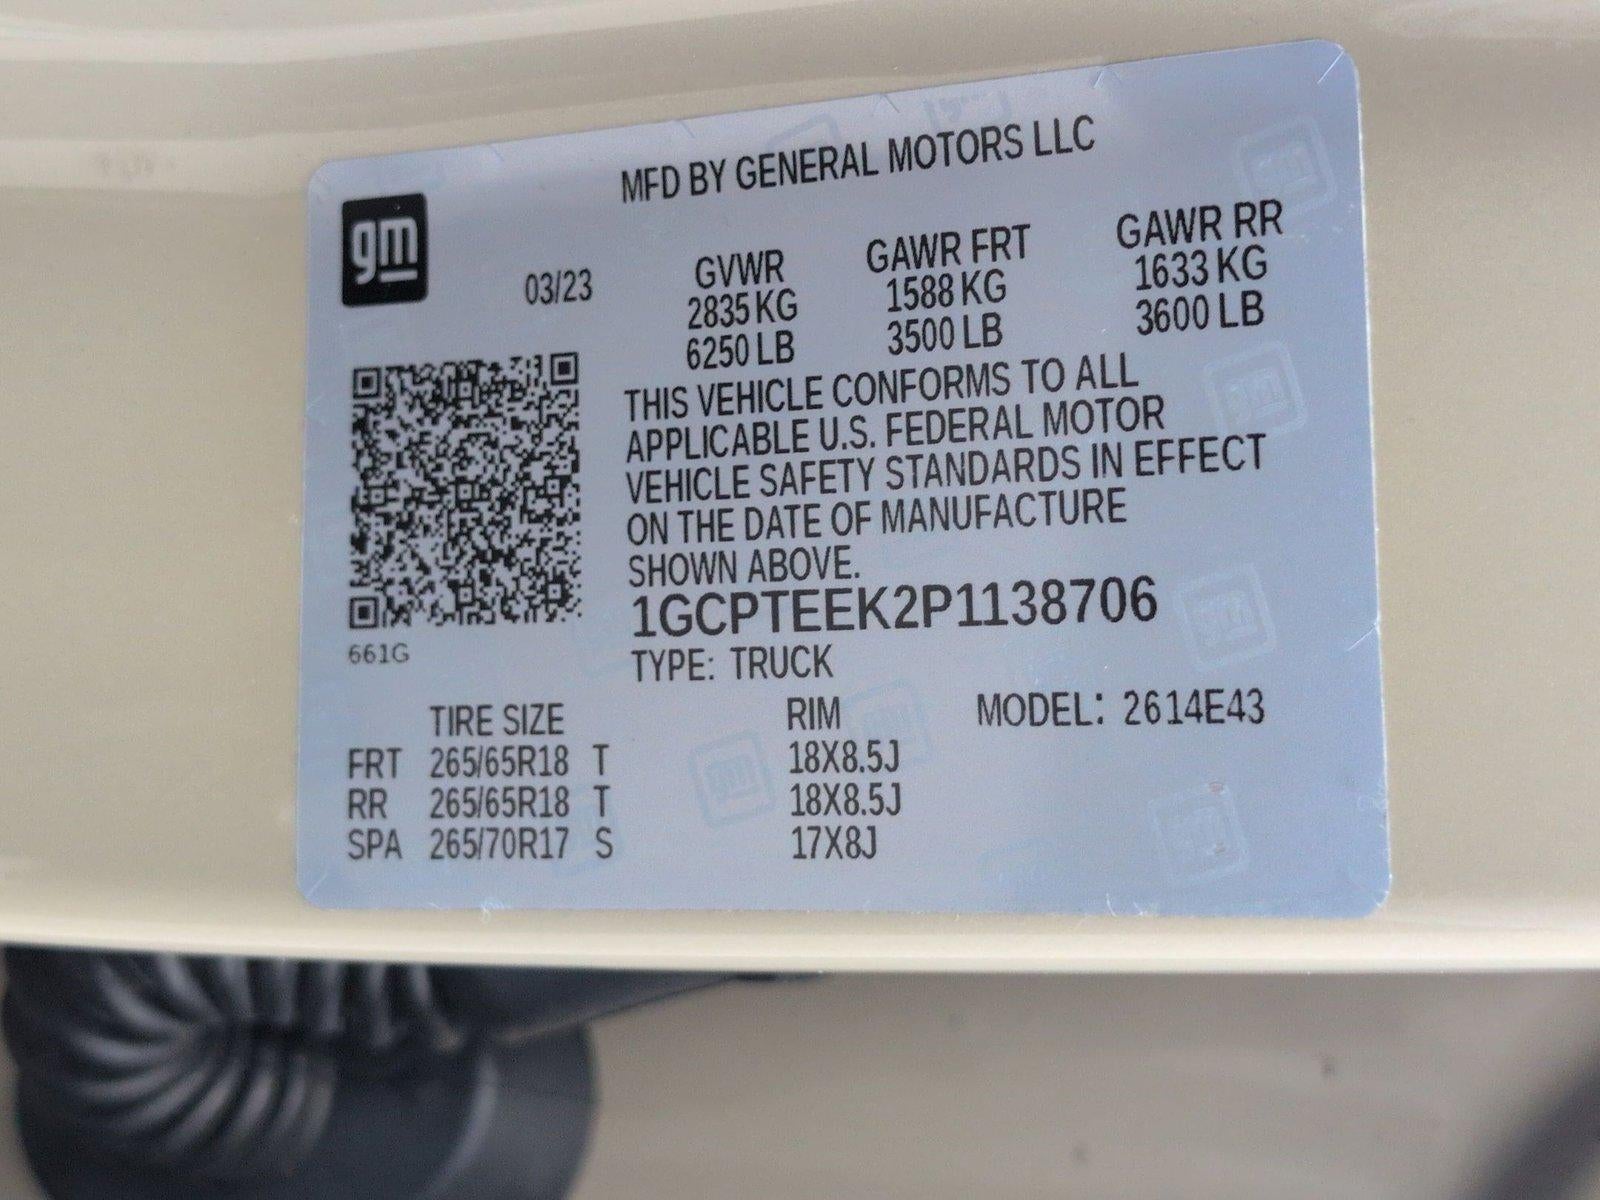 MFD BY GENERAL MOTORS LLC
gm
03/23
GVWR GAWR FRT GAWR RR
2835 KG 1588 KG 1633 KG
6250 LB 3500 LB 3600 LB
THIS VEHICLE CONFORMS TO ALL
APPLICABLE U.S. FEDERAL MOTOR
VEHICLE SAFETY STANDARDS IN EFFECT
ON THE DATE OF MANUFACTURE
SHOWN ABOVE.
1GCPTEEK2P1138706
661G
TYPE: TRUCK
TIRE SIZE RIM MODEL: 2614E43
FRT 265/65R18 T 18X8.5J
RR 265/65R18 T 18X8.5J
SPA 265/70R17 S 17X8J